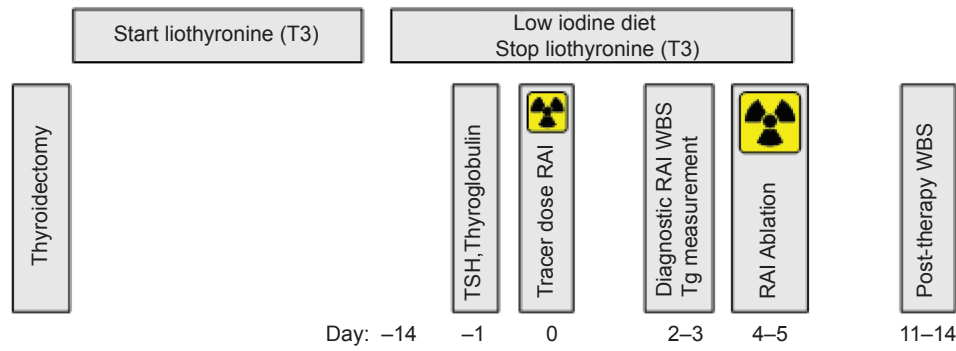 Start liothyronine (T3)
Low iodine diet
Stop liothyronine (T3)
Thyroidectomy
TSH,Thyroglobulin
Tracer dose RAI
Diagnostic RAI WBS
Tg measurement
RAI Ablation
Post-therapy WBS
Day: –14 –1 0 2–3 4–5 11–14